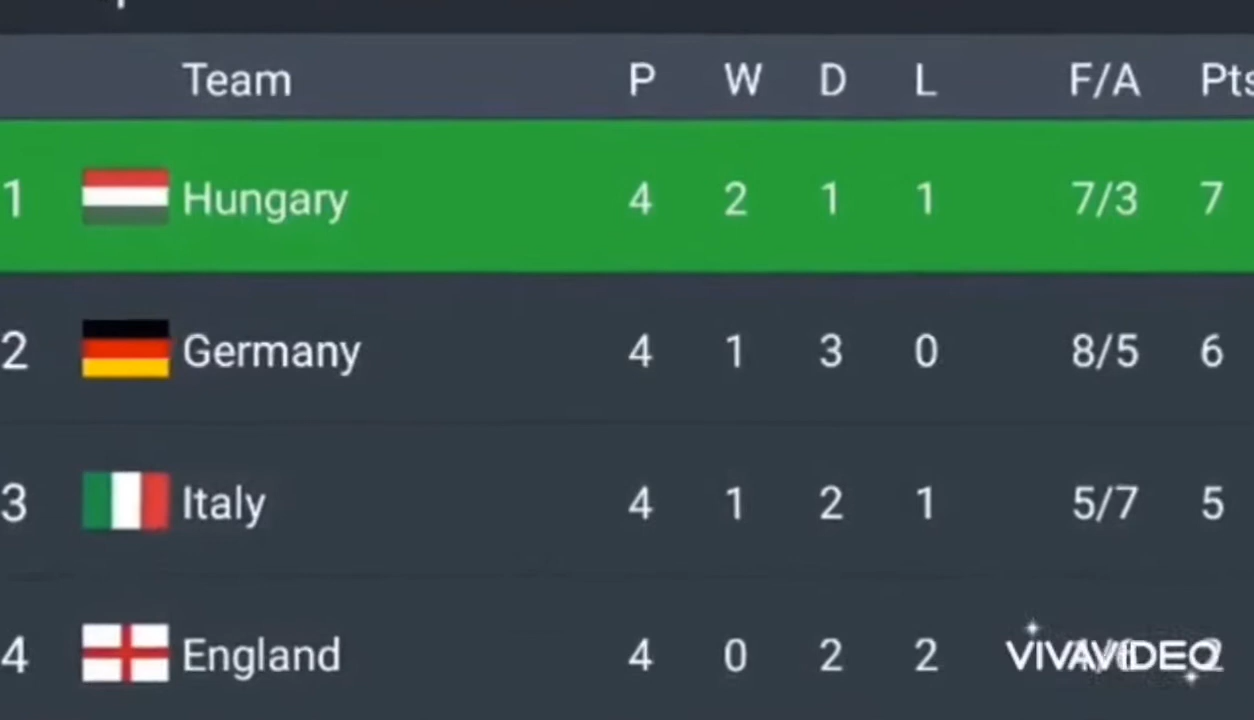 Team P W D L F/A Pts
1 Hungary 4 2 1 1 7/3 7
2 Germany 4 1 3 0 8/5 6
3 Italy 4 1 2 1 5/7 5
4 England 4 0 2 2 2
VIVAVIDEO